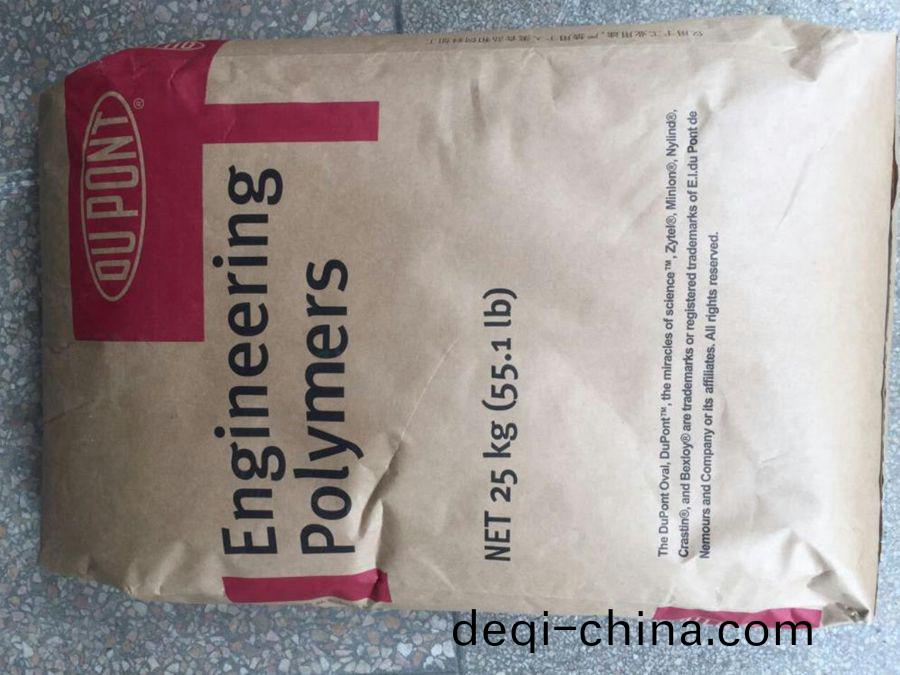 DU PONT®
Engineering
Polymers
NET 25 kg (55.1 lb)
The DuPont Oval, DuPont™, the miracles of science™, Zytel®, Minlon®, Nylind®,
Crastin®, and Bexloy® are trademarks or registered trademarks of E.I.du Pont de
Nemours and Company or its affiliates. All rights reserved.
deqi-china.com